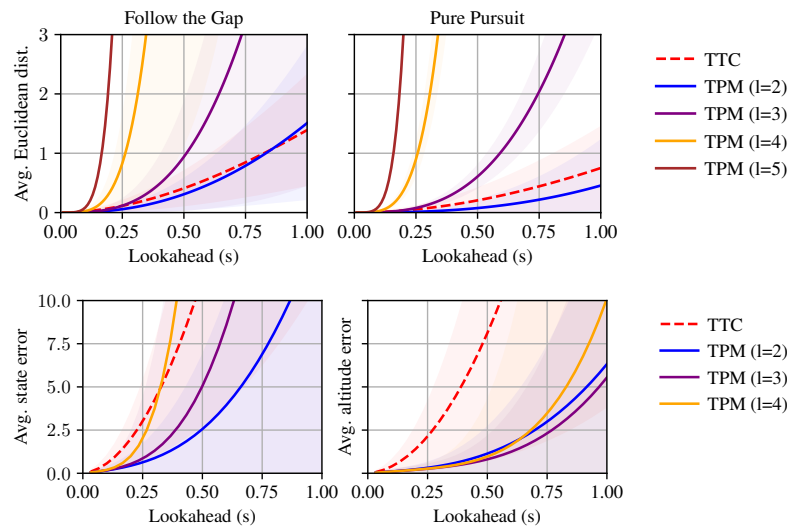 Follow the Gap
Pure Pursuit
3
2
1
0
Avg. Euclidean dist.
0.00 0.25 0.50 0.75 1.00
0.00 0.25 0.50 0.75 1.00
Lookahead (s)
Lookahead (s)
TTC
TPM (l=2)
TPM (l=3)
TPM (l=4)
TPM (l=5)
10.0
7.5
5.0
2.5
0.0
Avg. state error
Avg. altitude error
0.00 0.25 0.50 0.75 1.00
0.00 0.25 0.50 0.75 1.00
Lookahead (s)
Lookahead (s)
TTC
TPM (l=2)
TPM (l=3)
TPM (l=4)